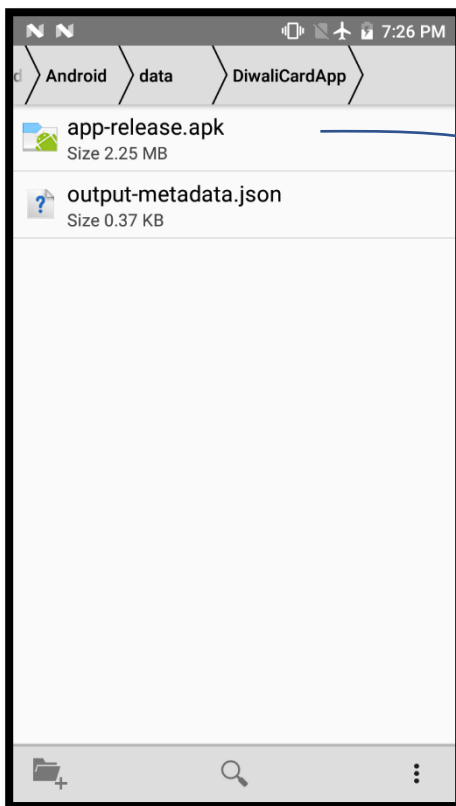 7:26 PM
d Android data DiwaliCardApp
app-release.apk
Size 2.25 MB
output-metadata.json
Size 0.37 KB